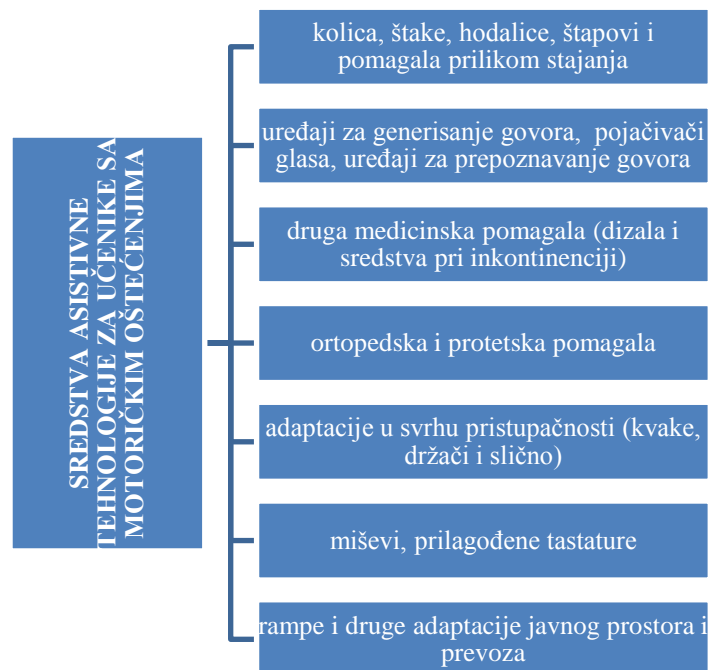 SREDSTVA ASISTIVNE
TEHNOLOGIJE ZA UČENIKE SA
MOTORIČKIM OŠTEĆENJIMA
kolica, štake, hodalice, štapovi i
pomagala prilikom stajanja
uređaji za generisanje govora, pojačivači
glasa, uređaji za prepoznavanje govora
druga medicinska pomagala (dizala i
sredstva pri inkontinenciji)
ortopedska i protetska pomagala
adaptacije u svrhu pristupačnosti (kvake,
držači i slično)
miševi, prilagođene tastature
rampe i druge adaptacije javnog prostora i
prevoza